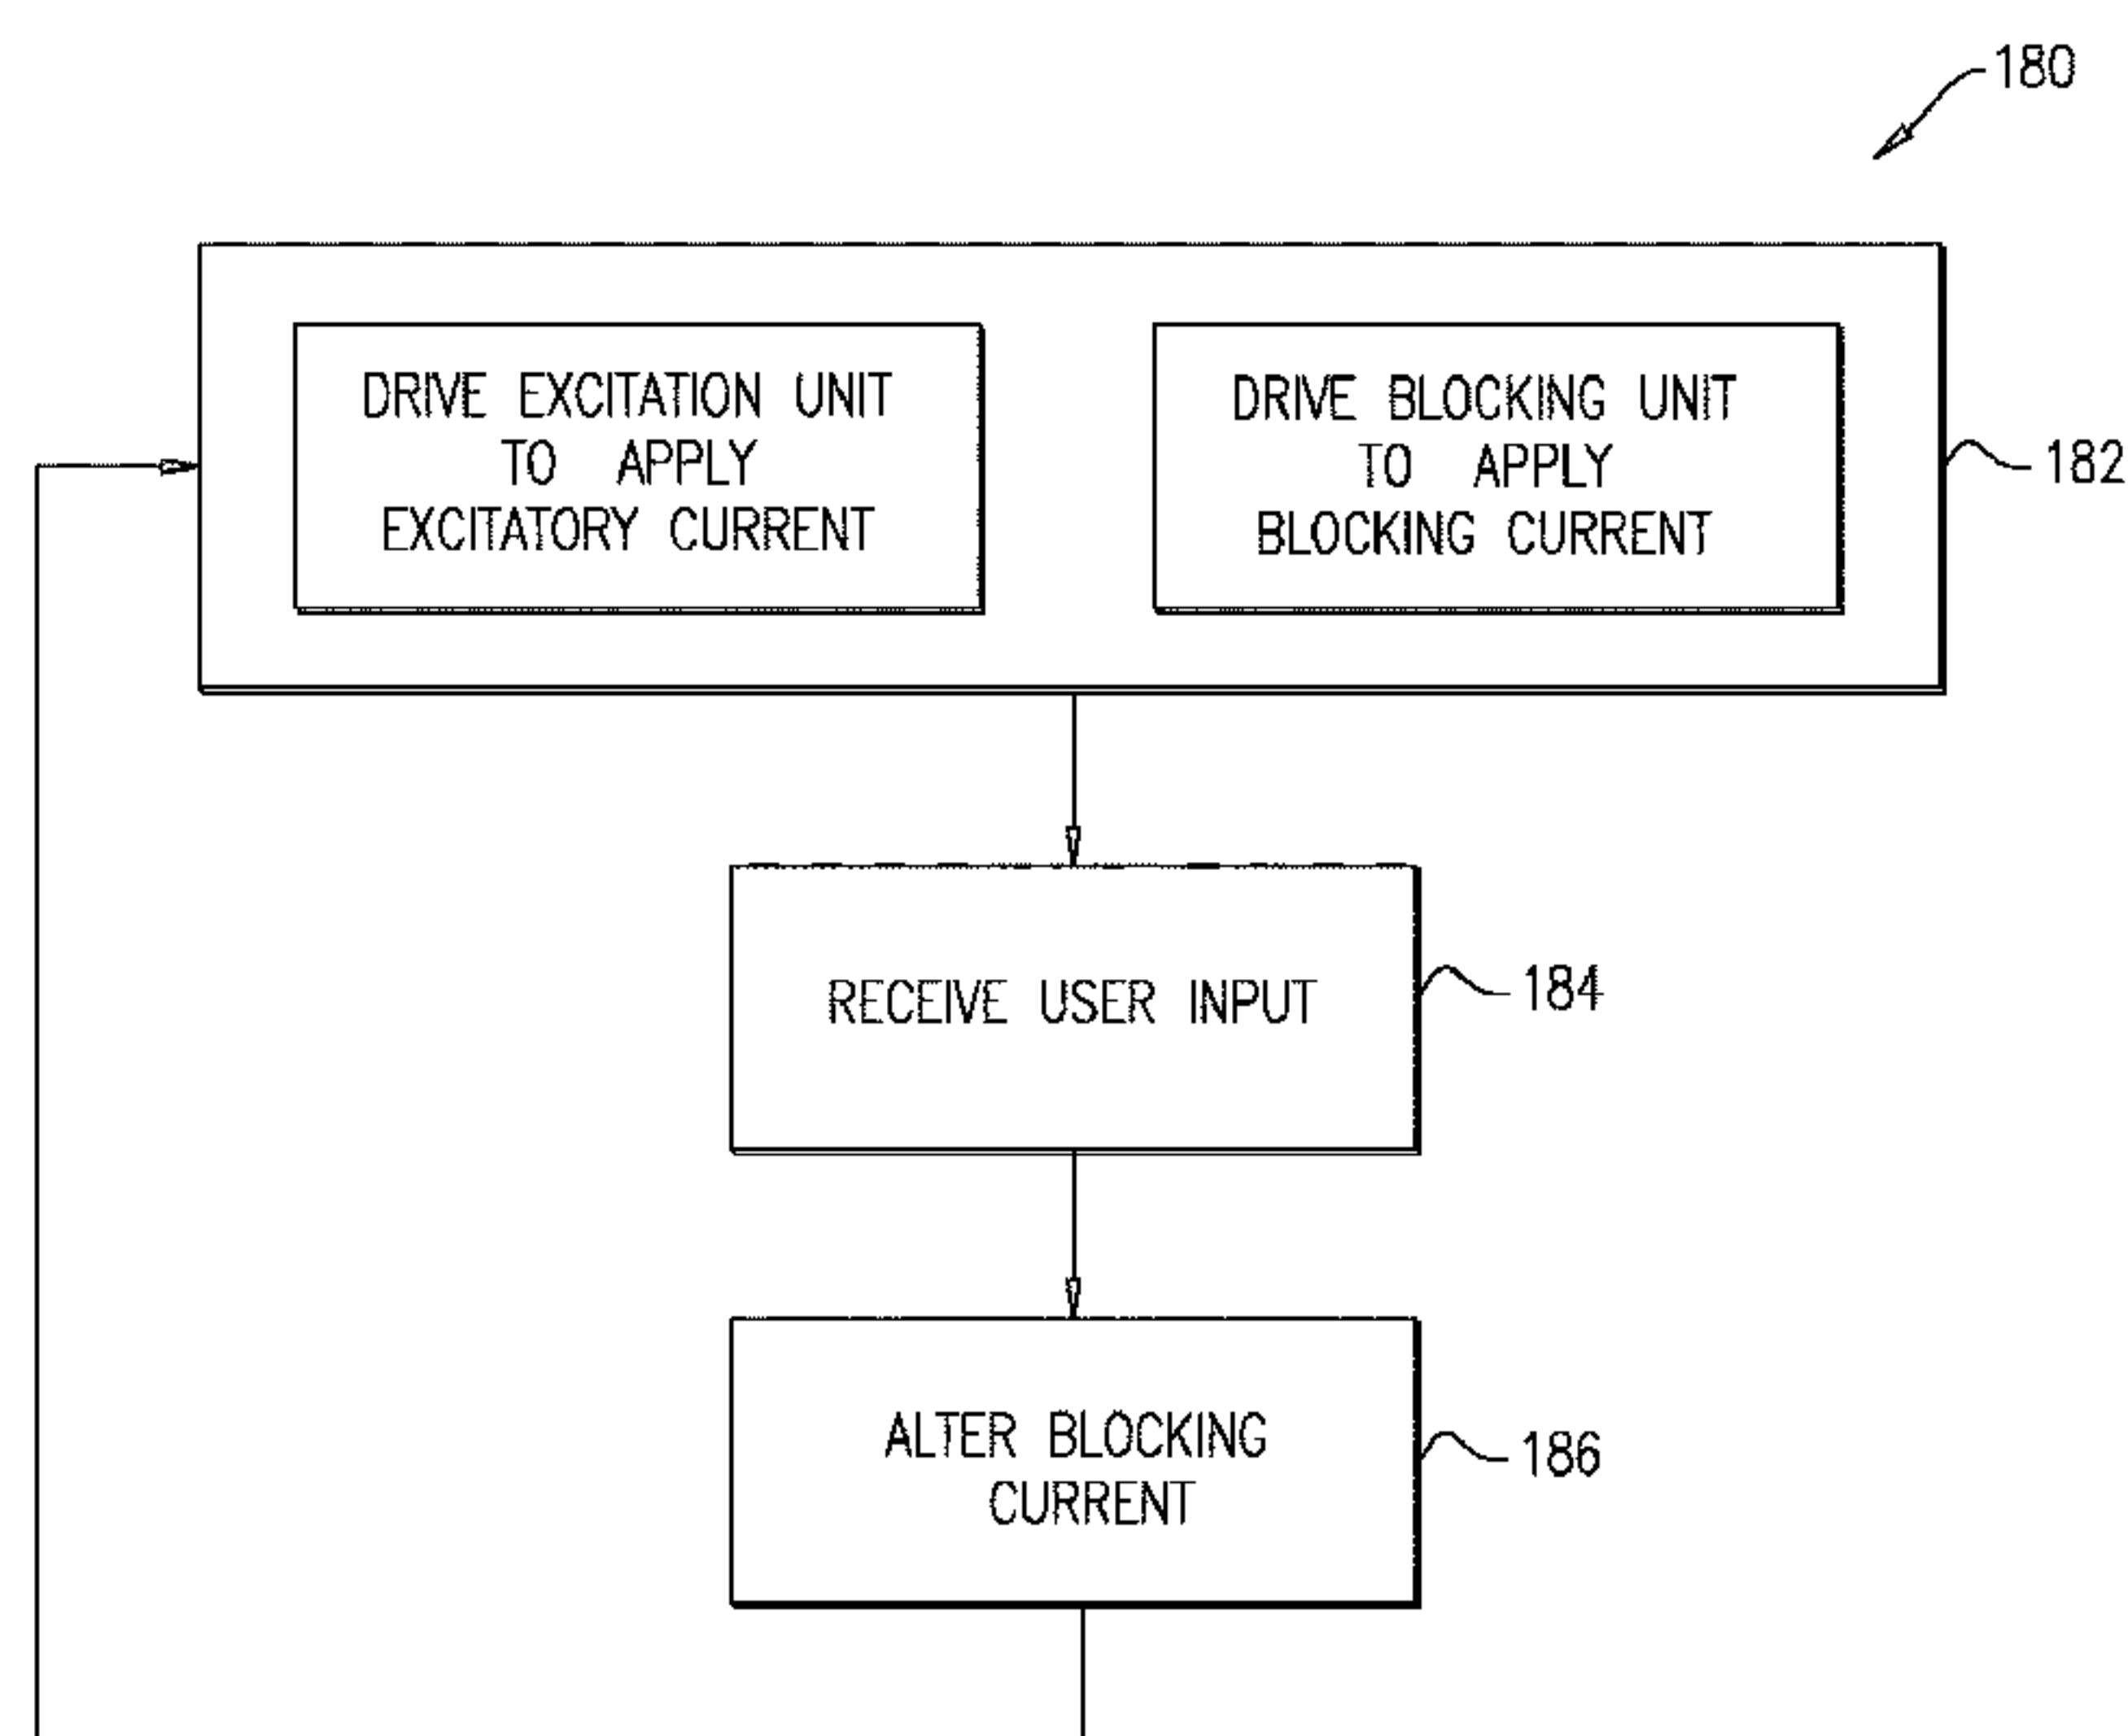 180
DRIVE EXCITATION UNIT
TO APPLY
EXCITATORY CURRENT
DRIVE BLOCKING UNIT
TO APPLY
BLOCKING CURRENT
182
RECEIVE USER INPUT
184
ALTER BLOCKING
CURRENT
186